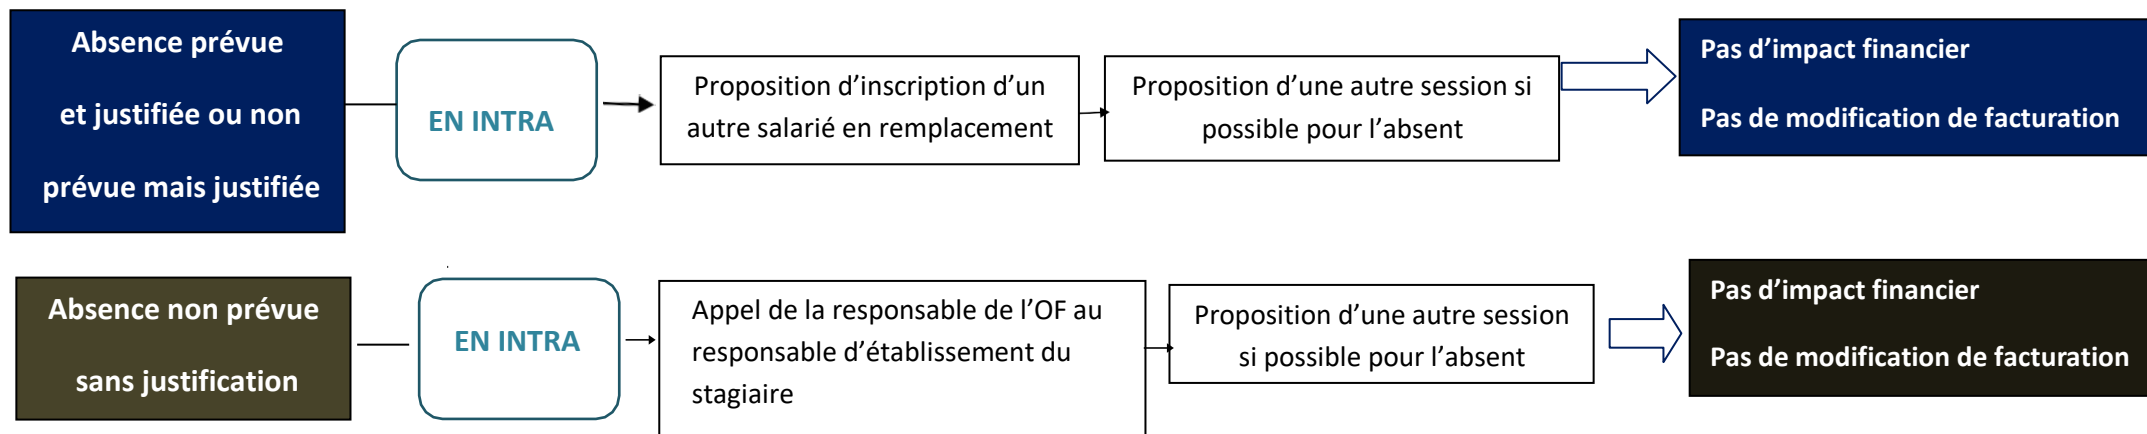 Absence prévue
et justifiée ou non
prévue mais justifiée
EN INTRA
Proposition d’inscription d’un
autre salarié en remplacement
Proposition d’une autre session si
possible pour l’absent
Pas d’impact financier
Pas de modification de facturation
Absence non prévue
sans justification
EN INTRA
Appel de la responsable de l’OF au
responsable d’établissement du
stagiaire
Proposition d’une autre session
si possible pour l’absent
Pas d’impact financier
Pas de modification de facturation